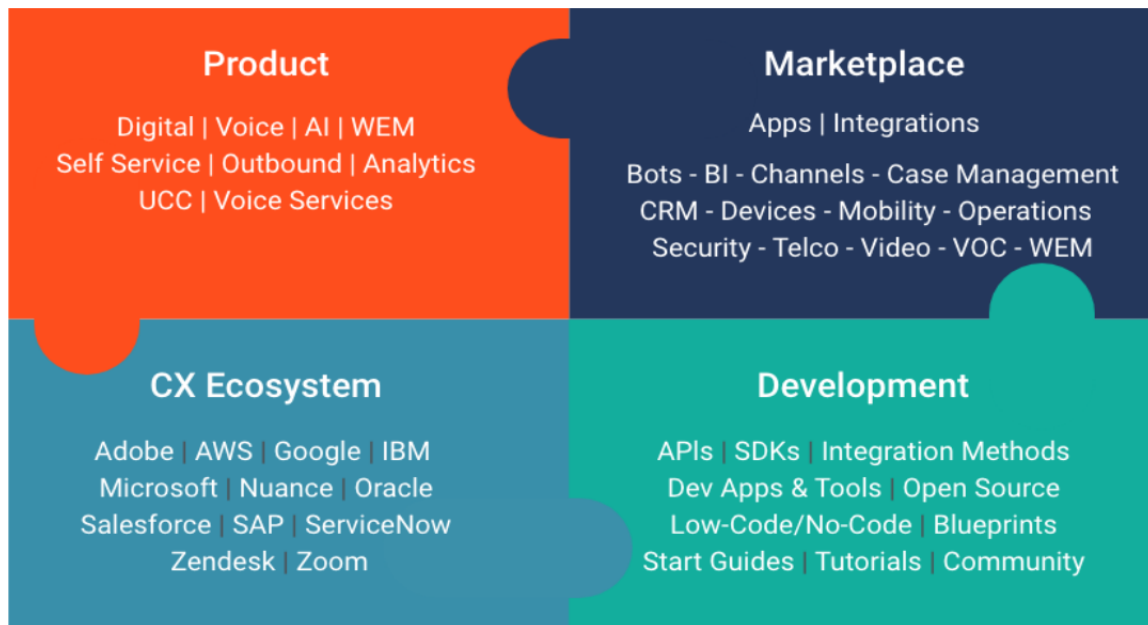 Product
Digital | Voice | AI | WEM
Self Service | Outbound | Analytics
UCC | Voice Services
Marketplace
Apps | Integrations
Bots - BI - Channels - Case Management
CRM - Devices - Mobility - Operations
Security - Telco - Video - VOC - WEM
CX Ecosystem
Adobe | AWS | Google | IBM
Microsoft | Nuance | Oracle
Salesforce | SAP | ServiceNow
Zendesk | Zoom
Development
APIs | SDKs | Integration Methods
Dev Apps & Tools | Open Source
Low-Code/No-Code | Blueprints
Start Guides | Tutorials | Community